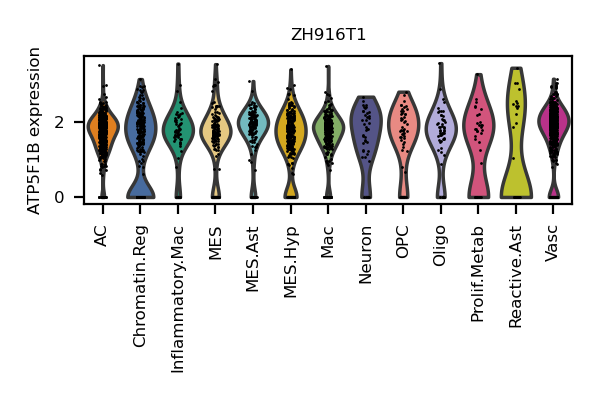 ZH916T1
ATP5F1B expression
2
0
AC
Chromatin.Reg
Inflammatory.Mac
MES
MES.Ast
MES.Hyp
Mac
Neuron
OPC
Oligo
Prolif.Metab
Reactive.Ast
Vasc